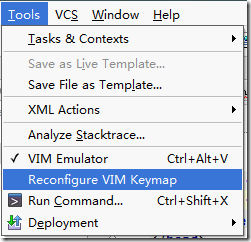 Tools VCS Window Help
Tasks & Contexts
Save as Live Template...
Save File as Template...
XML Actions
Analyze Stacktrace...
VIM Emulator Ctrl+Alt+V
Reconfigure VIM Keymap
Run Command... Ctrl+Shift+X
Deployment